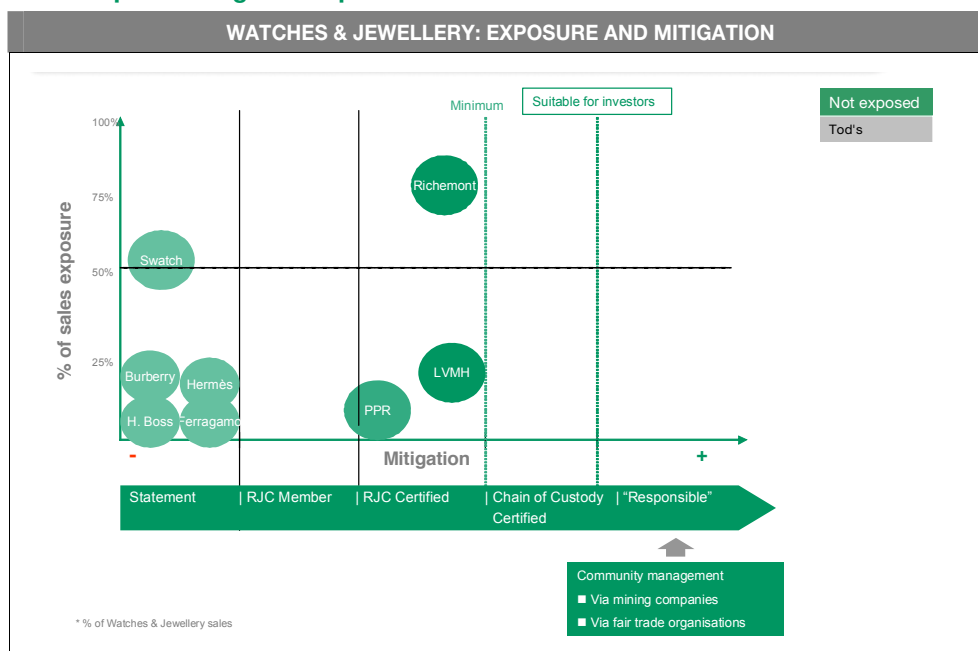 WATCHES & JEWELLERY: EXPOSURE AND MITIGATION
Minimum
Suitable for investors
Not exposed
Tod's
100%
75%
50%
25%
% of sales exposure
Richemont
Swatch
Burberry
Hermès
LVMH
H. Boss
Ferragamo
PPR
-
Mitigation
+
Statement
| RJC Member
| RJC Certified
| Chain of Custody
Certified
| “Responsible”
Community management
■ Via mining companies
■ Via fair trade organisations
* % of Watches & Jewellery sales